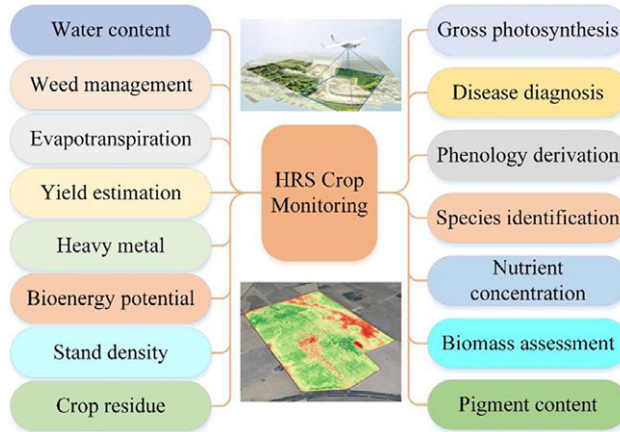 Water content
Weed management
Evapotranspiration
Yield estimation
Heavy metal
Bioenergy potential
Stand density
Crop residue
HRS Crop
Monitoring
Gross photosynthesis
Disease diagnosis
Phenology derivation
Species identification
Nutrient
concentration
Biomass assessment
Pigment content